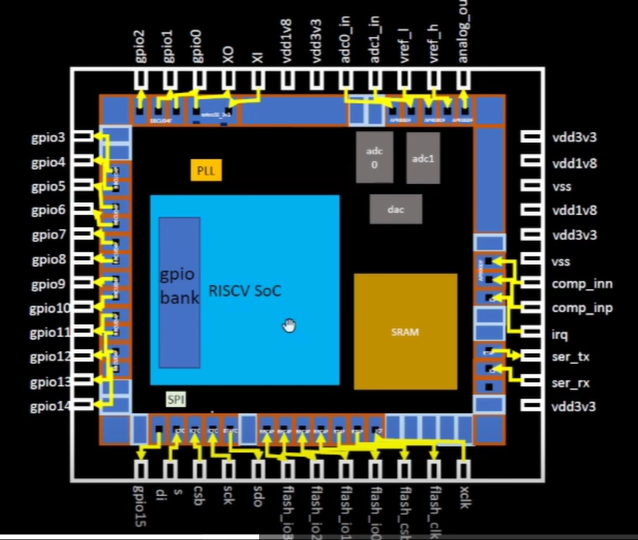 gpio2
gpio1
gpio0
XO
XI
vdd1v8
vdd3v3
adc0_in
adc1_in
vref_l
vref_h
analog_ou
gpio3
gpio4
gpio5
gpio6
gpio7
gpio8
gpio9
gpio10
gpio11
gpio12
gpio13
gpio14
PLL
adc
0
adc1
dac
gpio
bank
RISCV SoC
SRAM
SPI
vdd3v3
vdd1v8
vss
vdd1v8
vdd3v3
vss
comp_inn
comp_inp
irq
ser_tx
ser_rx
vdd3v3
gpio15
di
s
csb
sck
sdo
flash_io3
flash_io2
flash_io1
flash_io0
flash_csb
flash_clk
xclk